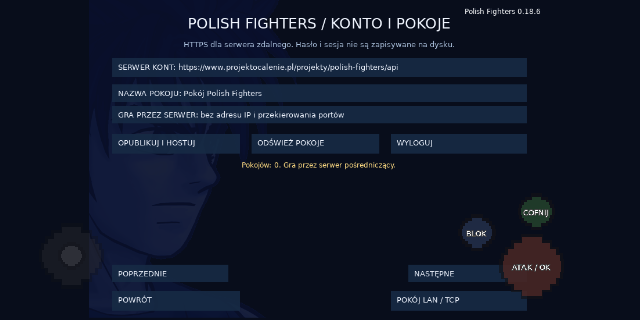 Polish Fighters 0.18.6
POLISH FIGHTERS / KONTO I POKOJE
HTTPS dla serwera zdalnego. Hasło i sesja nie są zapisywane na dysku.
SERWER KONT: https://www.projektocalenie.pl/projekty/polish-fighters/api
NAZWA POKOJU: Pokój Polish Fighters
GRA PRZEZ SERWER: bez adresu IP i przekierowania portów
OPUBLIKUJ I HOSTUJ
ODŚWIEŻ POKOJE
WYLOGUJ
Pokojów: 0. Gra przez serwer pośredniczący.
COFNIJ
BLOK
ATAK / OK
POPRZEDNIE
NASTĘPNE
POWRÓT
POKÓJ LAN / TCP